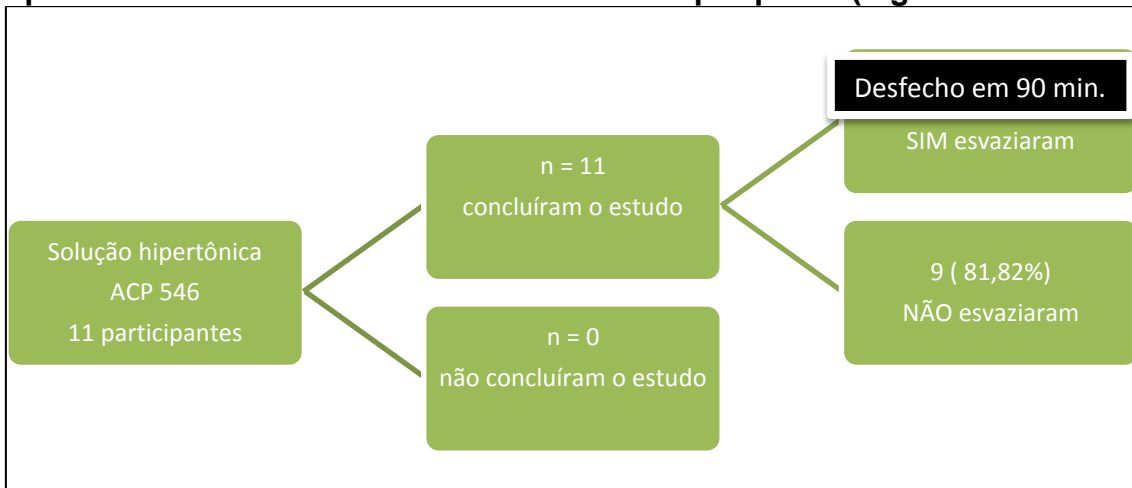 Solução hipertônica
ACP 546
11 participantes
n = 11
concluíram o estudo
n = 0
não concluíram o estudo
Desfecho em 90 min.
SIM esvaziaram
9 ( 81,82%)
NÃO esvaziaram